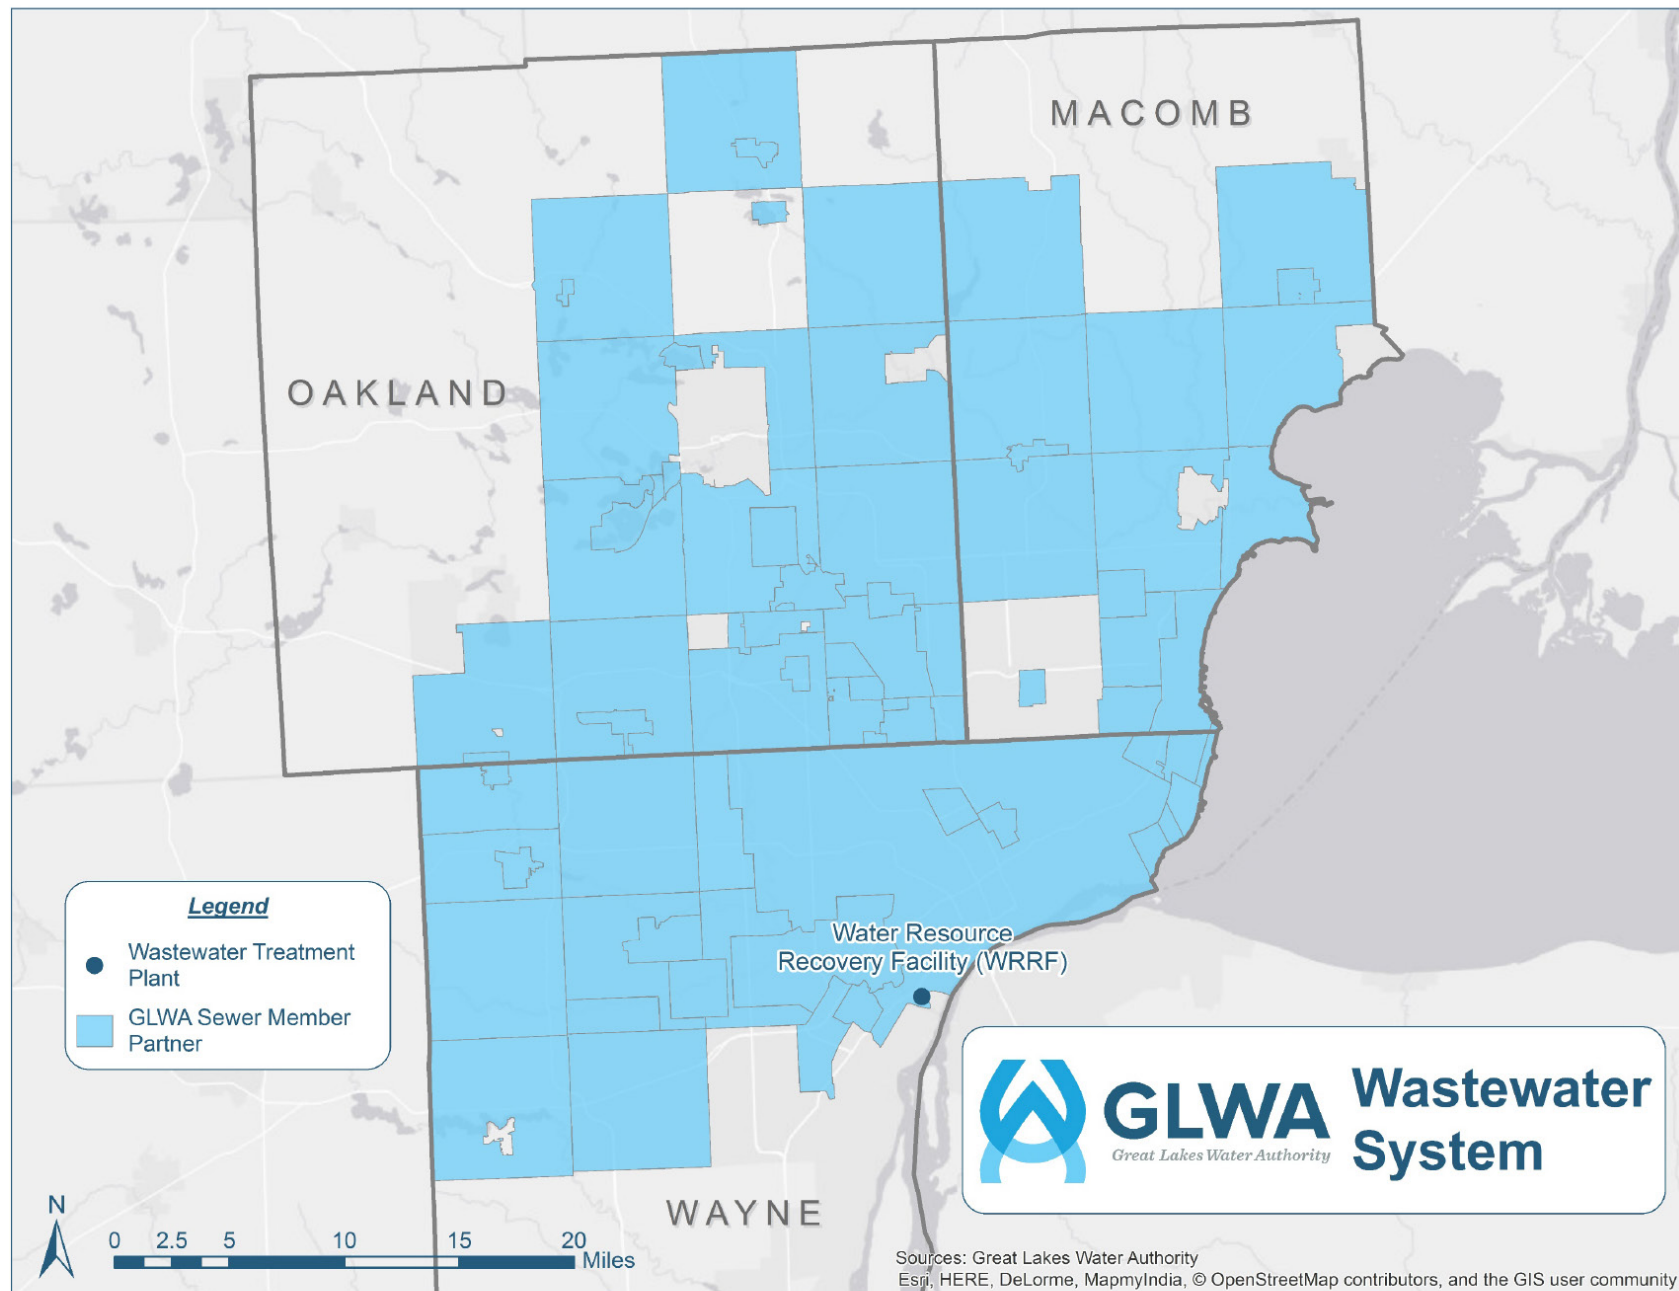 MACOMB
OAKLAND
Legend
Wastewater Treatment
Plant
GLWA Sewer Member
Partner
Water Resource
Recovery Facility (WRRF)
GLWA
Great Lakes Water Authority
Wastewater
System
WAYNE
N
0 2.5 5 10 15 20
Miles
Sources: Great Lakes Water Authority
Esri, HERE, DeLorme, MapmyIndia, © OpenStreetMap contributors, and the GIS user community